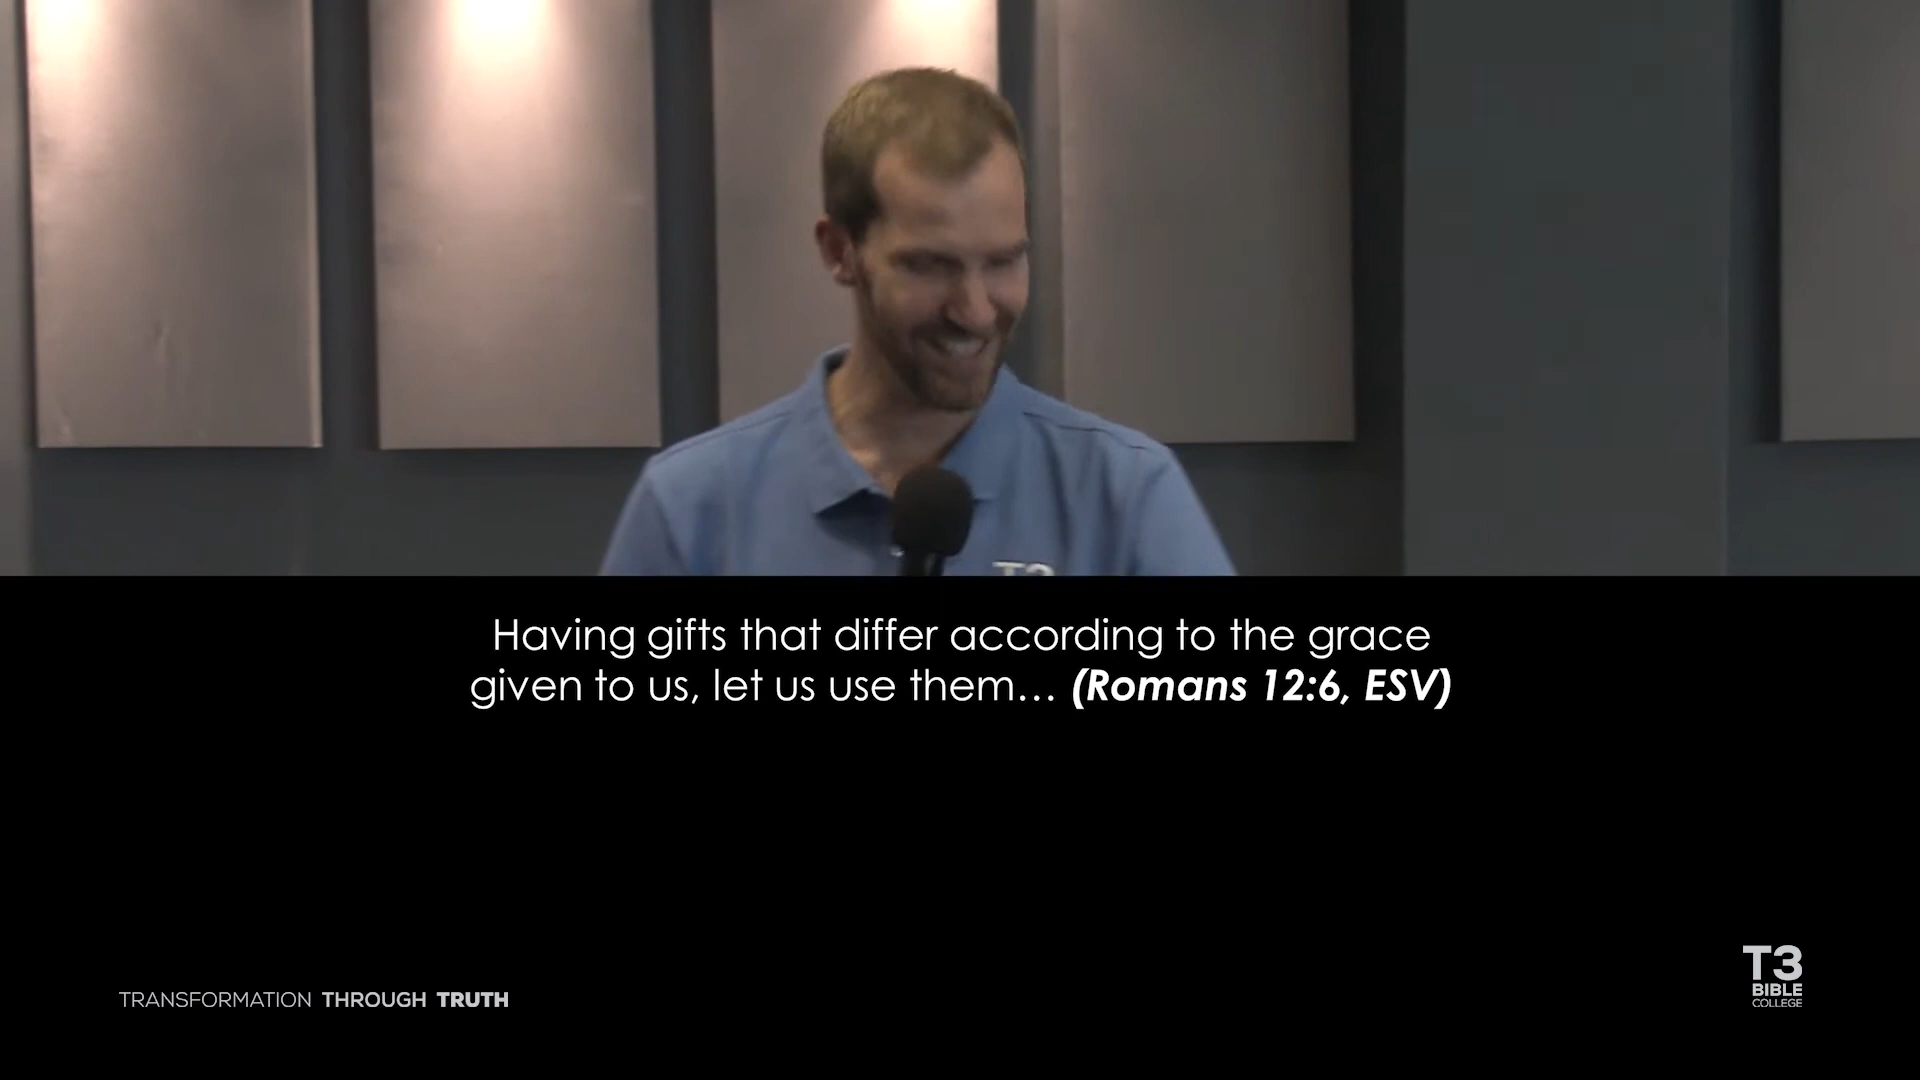 T3
Having gifts that differ according to the grace
given to us, let us use them… (Romans 12:6, ESV)
TRANSFORMATION THROUGH TRUTH
T3
BIBLE
COLLEGE